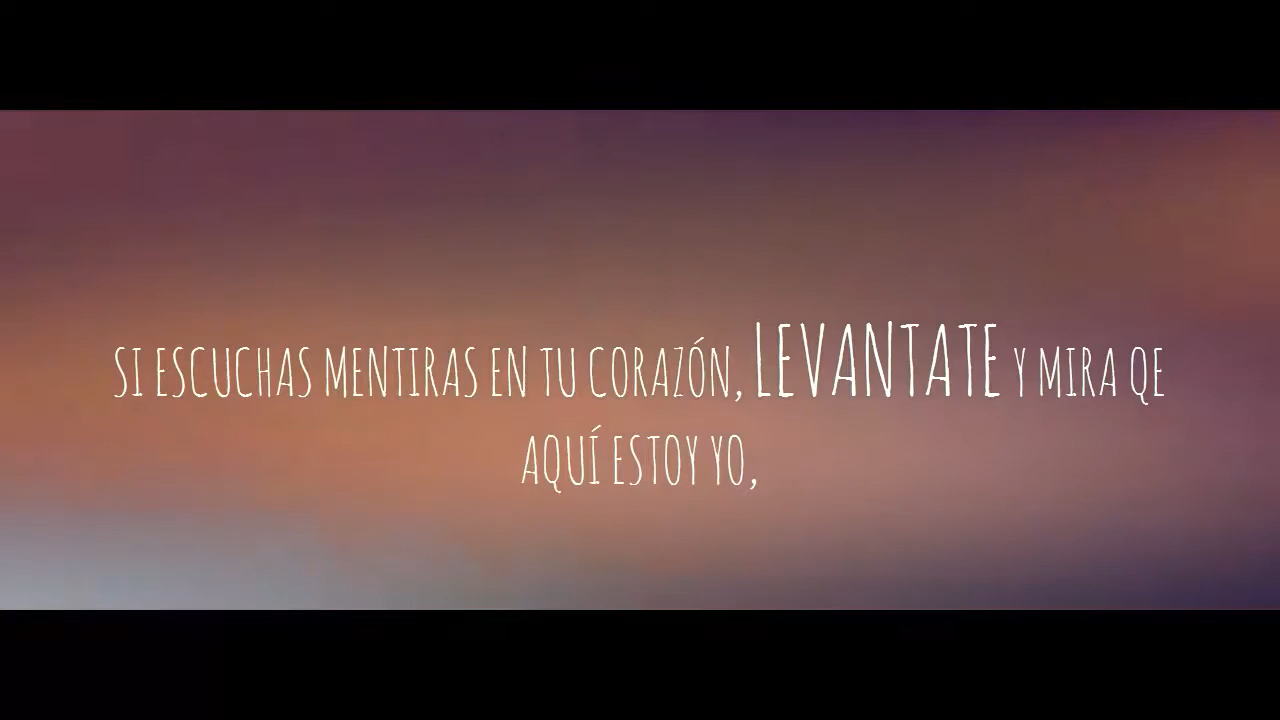 SI ESCUCHAS MENTIRAS EN TU CORAZÓN, LEVANTATE Y MIRA QE
AQUÍ ESTOY YO,